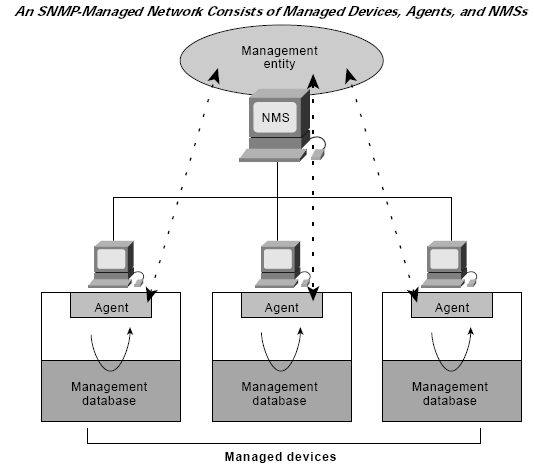 An SNMP-Managed Network Consists of Managed Devices, Agents, and NMSs
Management
entity
NMS
Agent
Agent
Agent
Management
database
Management
database
Management
database
Managed devices